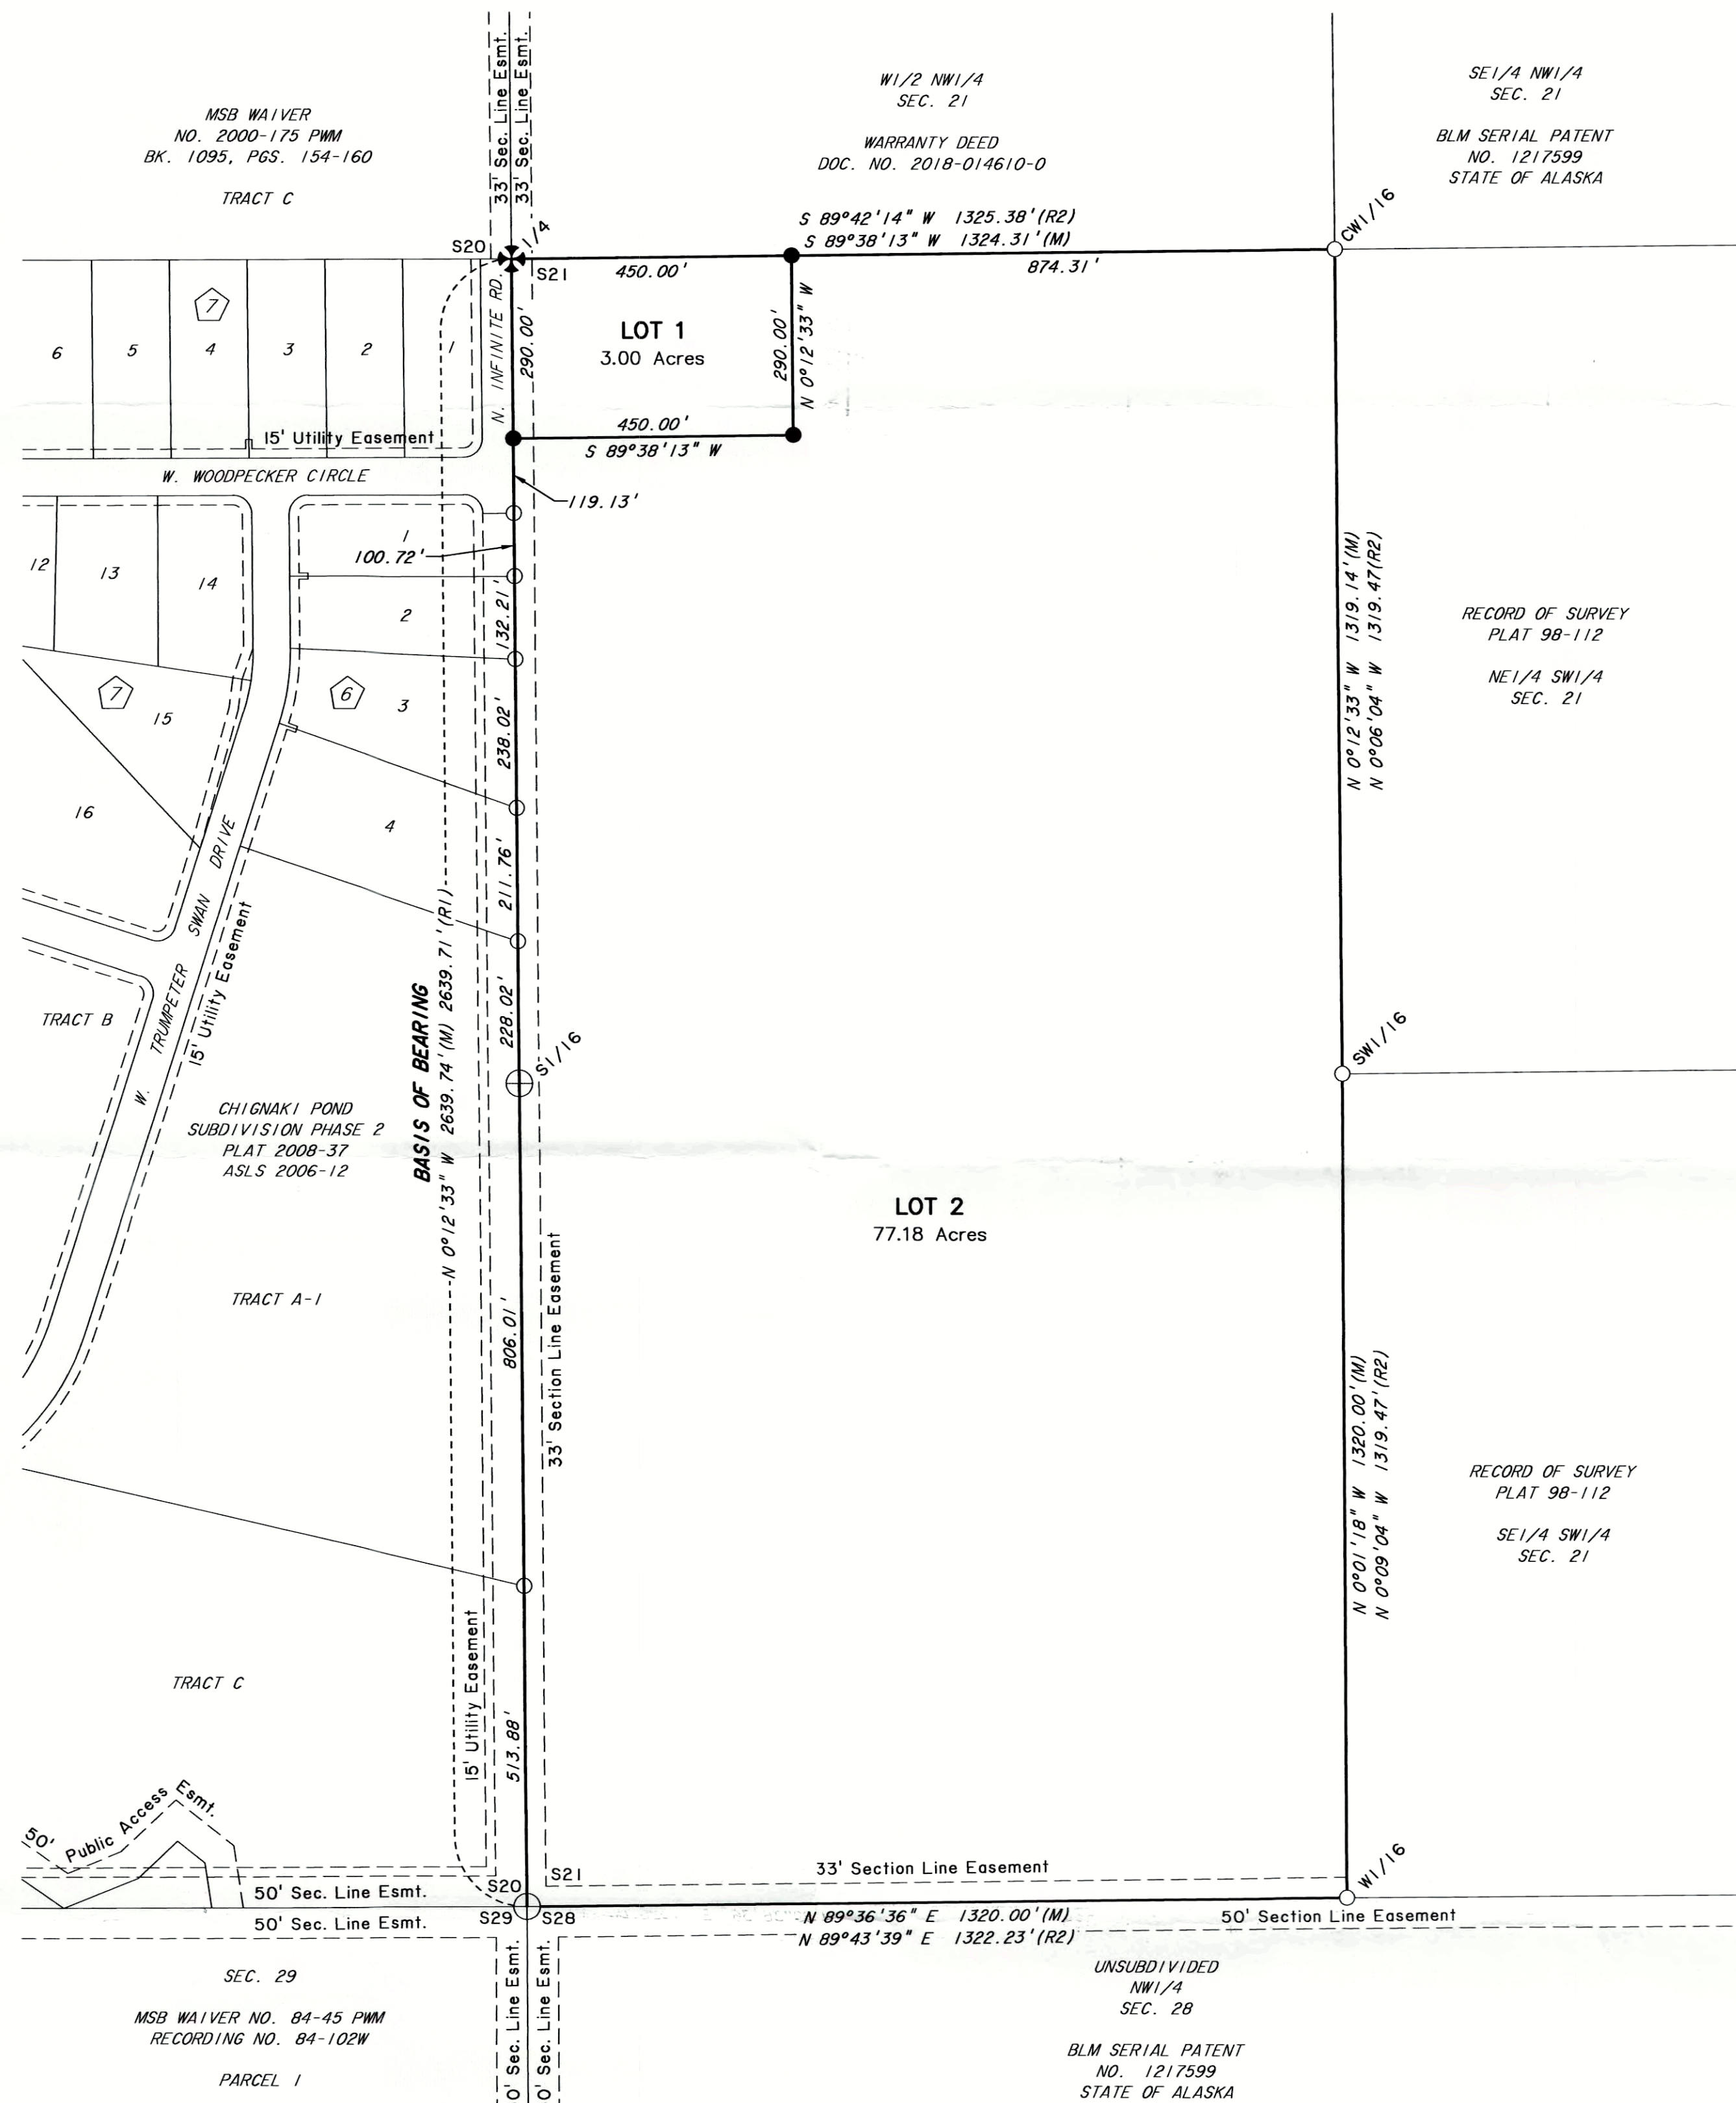 33' Sec. Line Esmt.
33' Sec. Line Esmt.
MSB WAIVER
NO. 2000-175 PWM
BK. 1095, PGS. 154-160
TRACT C
W1/2 NW1/4
SEC. 21
WARRANTY DEED
DOC. NO. 2018-014610-0
SE1/4 NW1/4
SEC. 21
BLM SERIAL PATENT
NO. 1217599
STATE OF ALASKA
S 89°42'14" W 1325.38'(R2)
S 89°38'13" W 1324.31'(M)
CW1/16
S20
1/4
S21
450.00'
874.31'
N. INFINITE RD.
290.00'
LOT 1
3.00 Acres
290.00'
N 0°12'33" W
7
6
5
4
3
2
1
15' Utility Easement
450.00'
S 89°38'13" W
W. WOODPECKER CIRCLE
119.13'
1
100.72'
12
13
14
2
132.21'
7
15
6
3
238.02'
16
4
211.76'
N 0°12'33" W 1319.14'(M)
N 0°06'04" W 1319.47(R2)
RECORD OF SURVEY
PLAT 98-112
NE1/4 SW1/4
SEC. 21
W. TRUMPETER SWAN DRIVE
15' Utility Easement
TRACT B
228.02'
S1/16
SW1/16
BASIS OF BEARING
N 0°12'33" W 2639.74'(M) 2639.71'(R1)
CHIGNAKI POND
SUBDIVISION PHASE 2
PLAT 2008-37
ASLS 2006-12
LOT 2
77.18 Acres
TRACT A-1
806.01'
33' Section Line Easement
N 0°01'18" W 1320.00'(M)
N 0°09'04" W 1319.47'(R2)
RECORD OF SURVEY
PLAT 98-112
SE1/4 SW1/4
SEC. 21
TRACT C
15' Utility Easement
513.88'
50' Public Access Esmt.
S20
S21
33' Section Line Easement
W1/16
50' Sec. Line Esmt.
50' Sec. Line Esmt.
S29
S28
N 89°36'36" E 1320.00'(M)
N 89°43'39" E 1322.23'(R2)
50' Section Line Easement
0' Sec. Line Esmt.
0' Sec. Line Esmt.
SEC. 29
MSB WAIVER NO. 84-45 PWM
RECORDING NO. 84-102W
PARCEL 1
UNSUBDIVIDED
NW1/4
SEC. 28
BLM SERIAL PATENT
NO. 1217599
STATE OF ALASKA